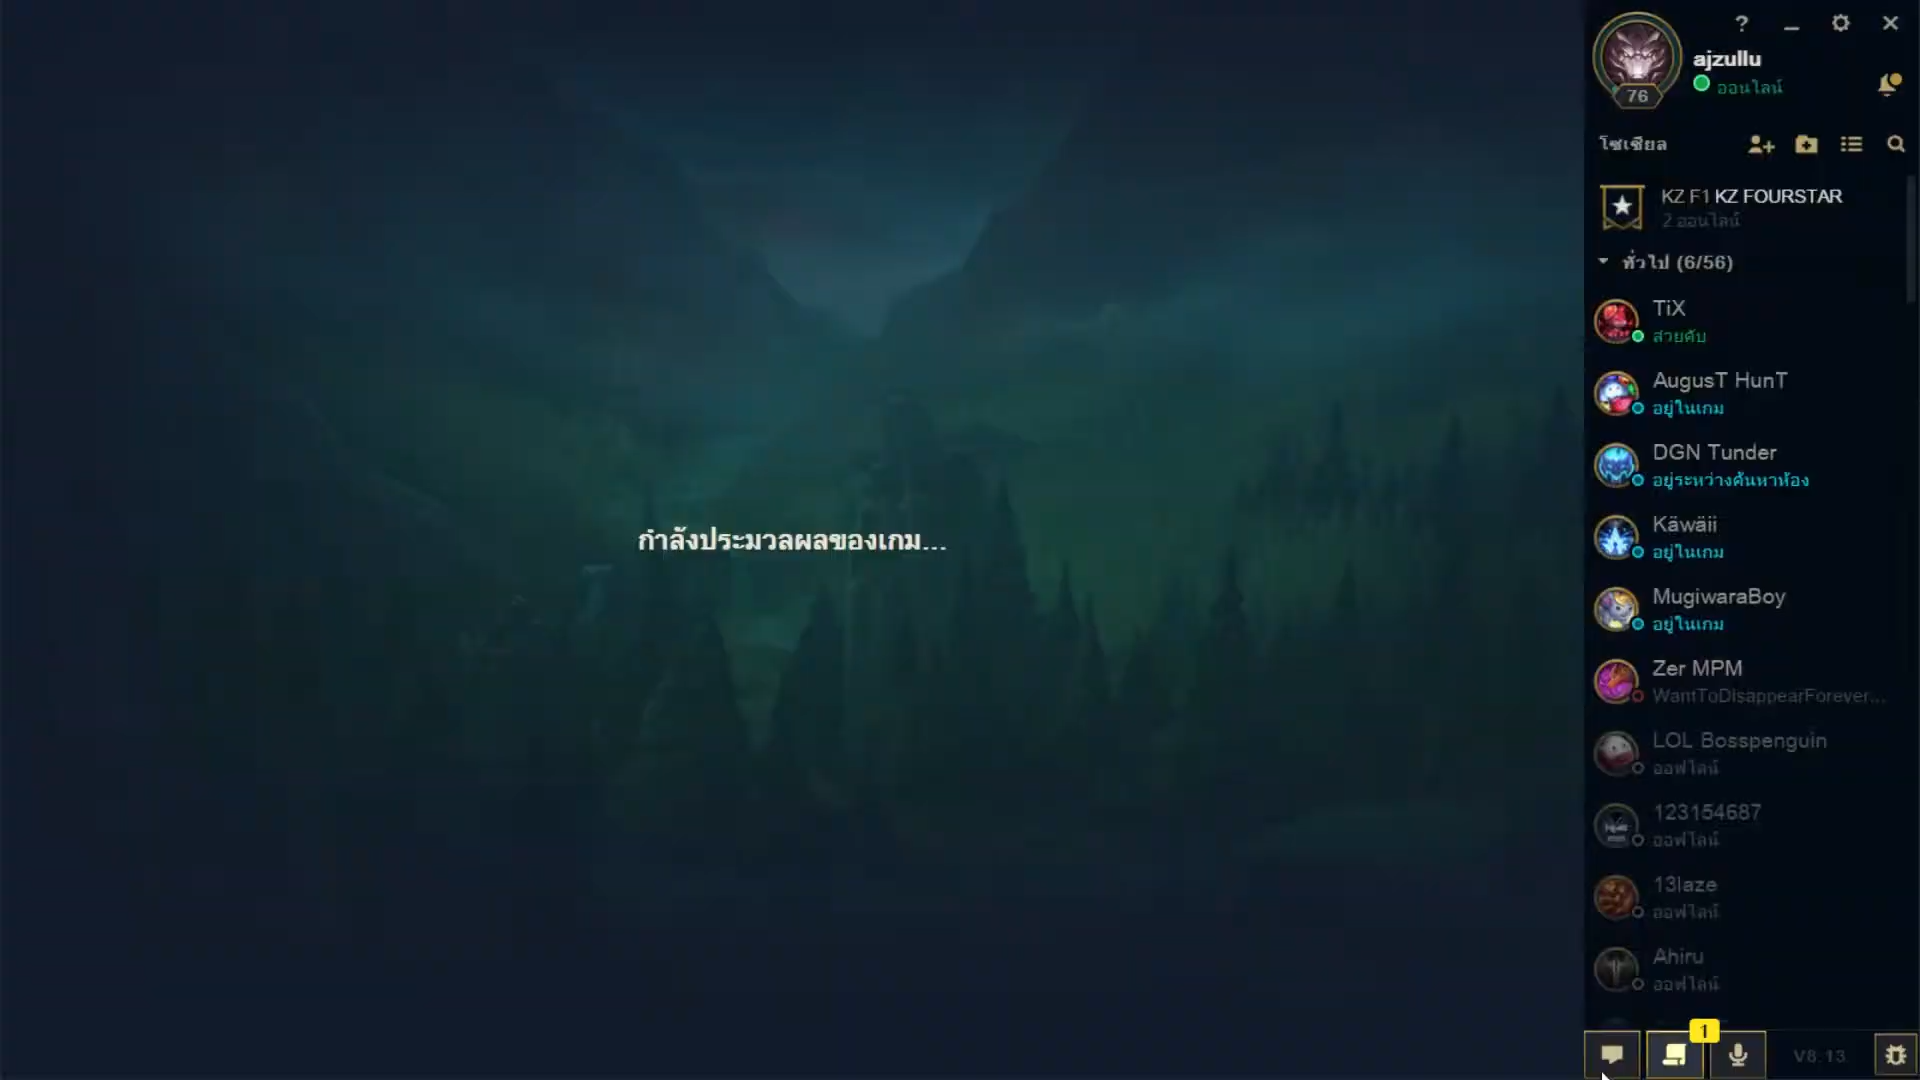 ?
ajzullu
ออนไลน์
76
โซเชียล
KZ F1 KZ FOURSTAR
2 ออนไลน์
ทั่วไป (6/56)
TiX
สวยคับ
AugusT HunT
อยู่ในเกม
DGN Tunder
อยู่ระหว่างค้นหาห้อง
Käwäii
อยู่ในเกม
กำลังประมวลผลของเกม...
MugiwaraBoy
อยู่ในเกม
Zer MPM
WantToDisappearForever...
LOL Bosspenguin
ออฟไลน์
123154687
ออฟไลน์
13laze
ออฟไลน์
Ahiru
ออฟไลน์
1
V8.13